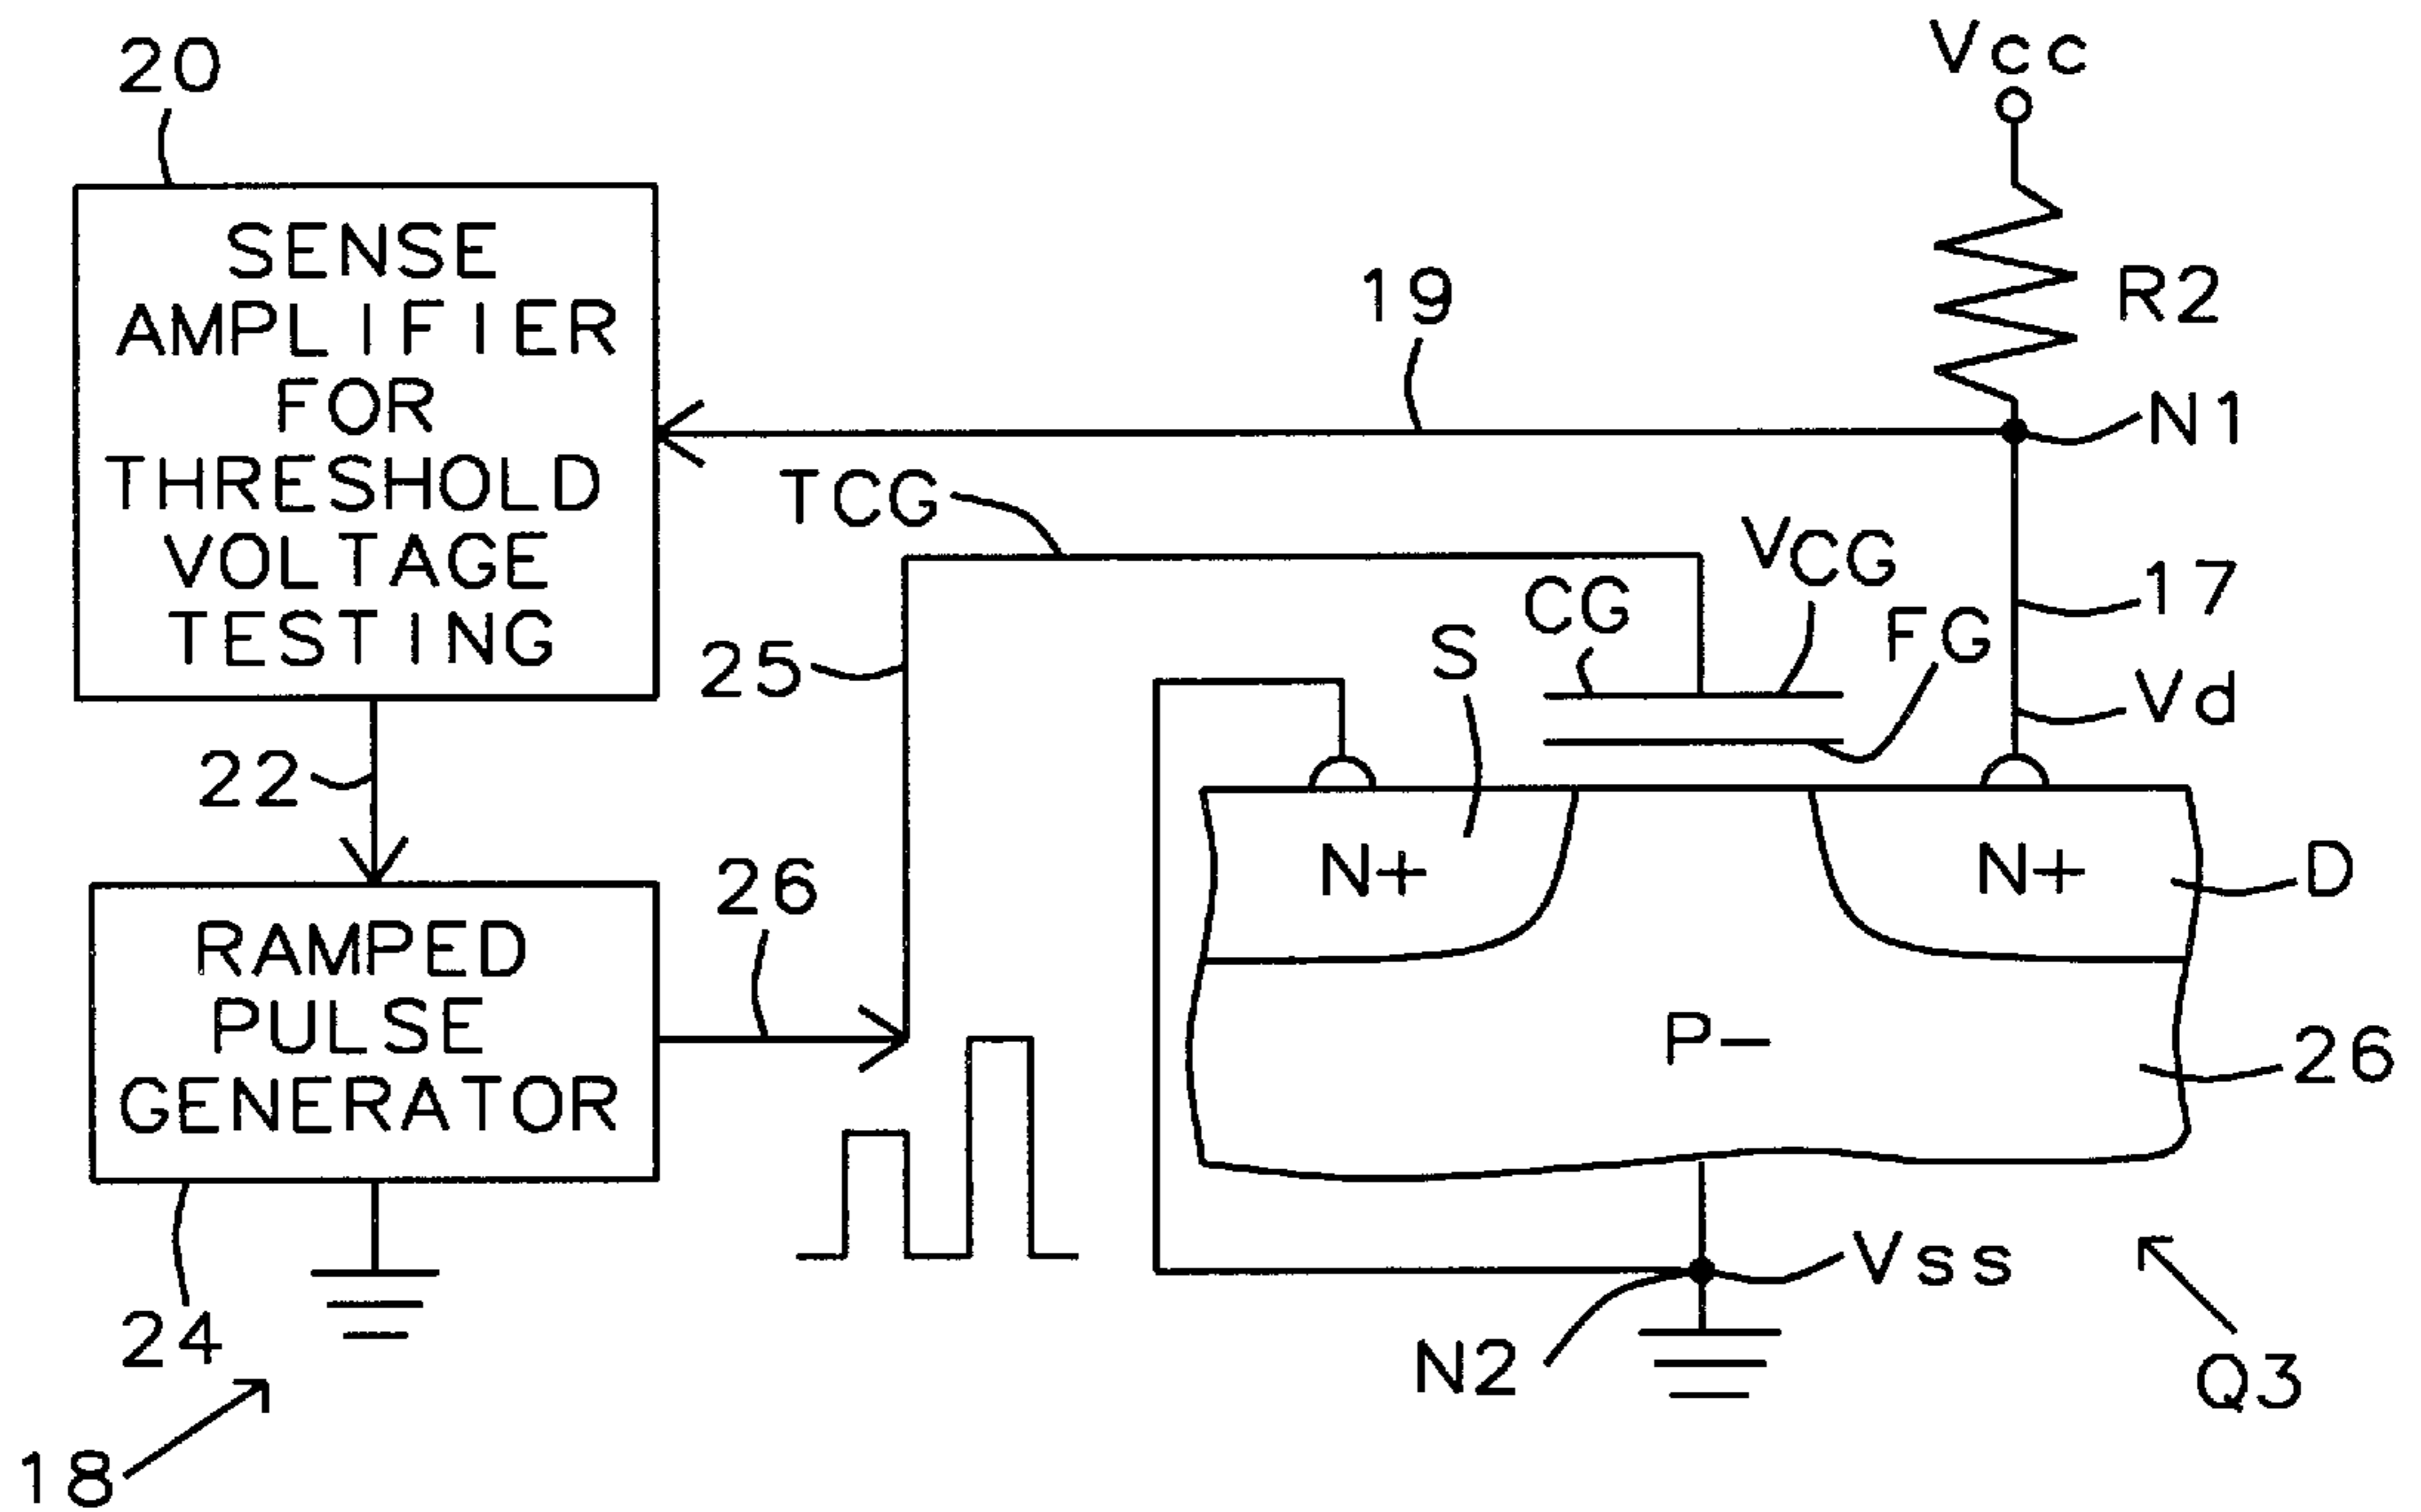 20
Vcc
SENSE
AMPLIFIER
FOR
THRESHOLD
VOLTAGE
TESTING
19
R2
N1
TCG
VCG
CG
17
FG
S
25
Vd
22
N+
N+
D
26
RAMPED
PULSE
GENERATOR
P-
26
Vss
24
N2
Q3
18